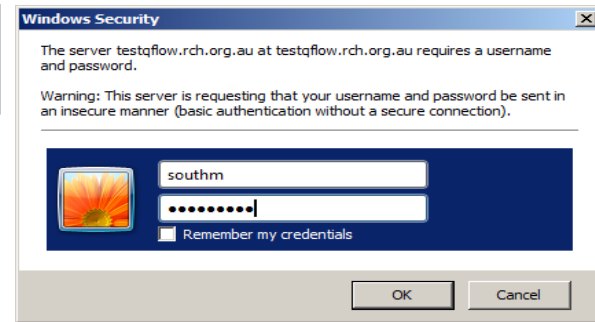 Windows Security
The server testqflow.rch.org.au at testqflow.rch.org.au requires a username
and password.
Warning: This server is requesting that your username and password be sent in
an insecure manner (basic authentication without a secure connection).
southm
●●●●●●●●●
Remember my credentials
OK Cancel